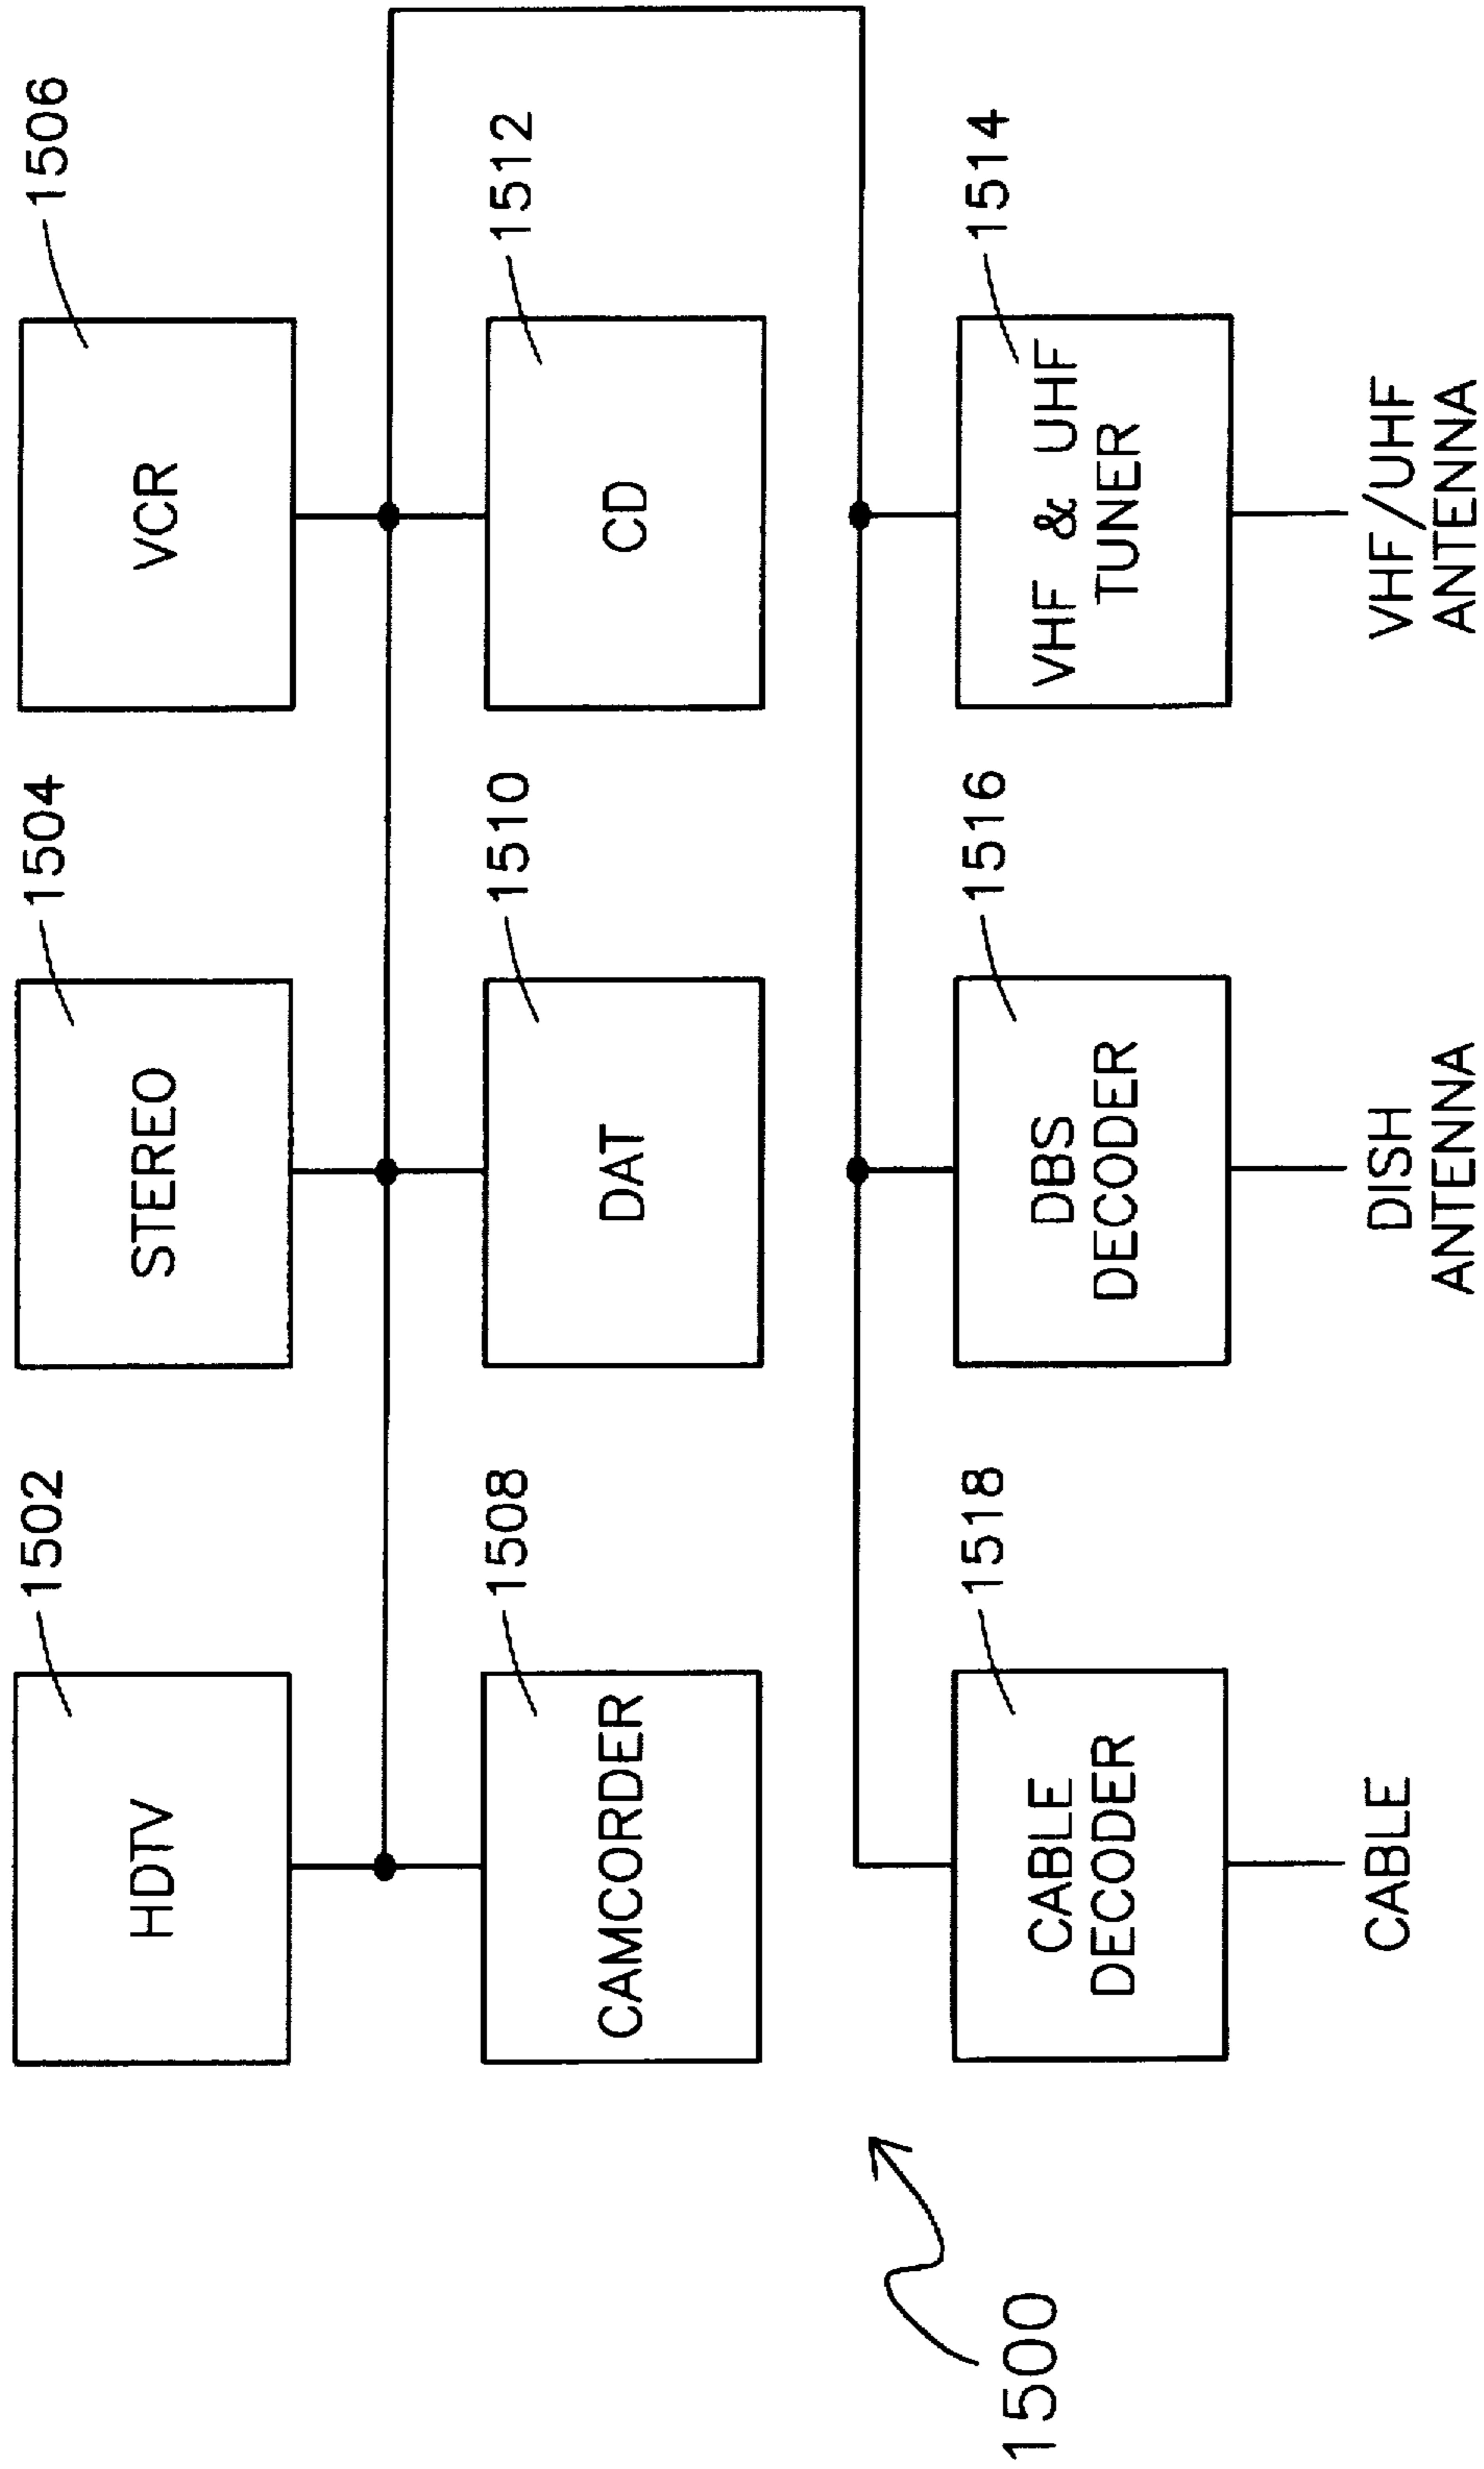 1502
HDTV
1504
STEREO
1506
VCR
1508
CAMCORDER
1510
DAT
1512
CD
1518
CABLE
DECODER
1516
DBS
DECODER
1514
VHF & UHF
TUNER
CABLE
DISH
ANTENNA
VHF/UHF
ANTENNA
1500